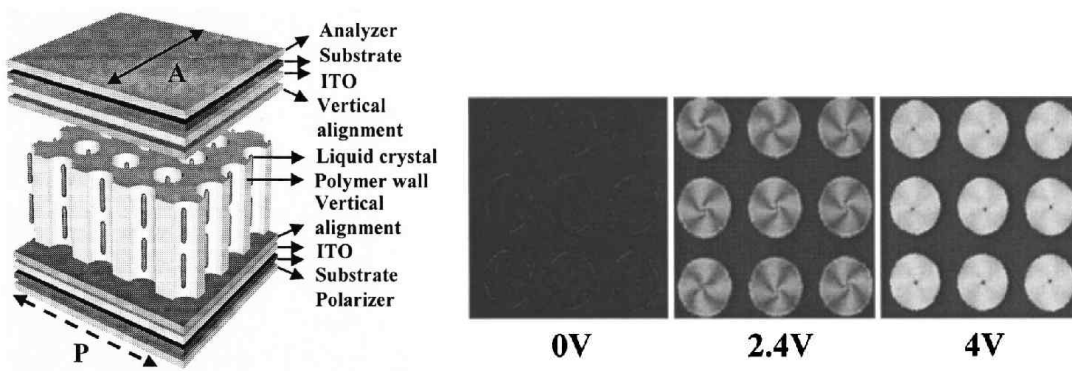 Analyzer
Substrate
ITO
Vertical
alignment
Liquid crystal
Polymer wall
Vertical
alignment
ITO
Substrate
Polarizer
A
P
0V
2.4V
4V